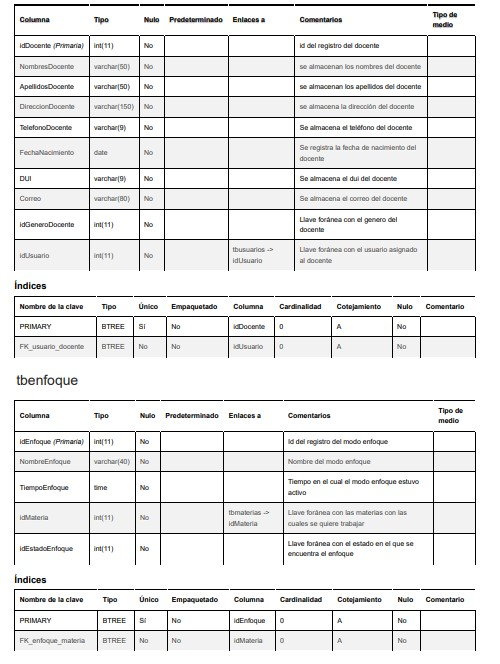 Columna Tipo Nulo Predeterminado Enlaces a Comentarios Tipo de medio
idDocente (Primaria) int(11) No id del registro del docente
NombresDocente varchar(50) No se almacenan los nombres del docente
ApellidosDocente varchar(50) No se almacenan los apellidos del docente
DireccionDocente varchar(150) No se almacena la dirección del docente
TelefonoDocente varchar(9) No Se almacena el teléfono del docente
FechaNacimiento date No Se registra la fecha de nacimiento del docente
DUI varchar(9) No Se almacena el dui del docente
Correo varchar(80) No Se almacena el correo del docente
idGeneroDocente int(11) No Llave foránea con el genero del docente
idUsuario int(11) No tbusuarios -> idUsuario Llave foránea con el usuario asignado al docente
Índices
Nombre de la clave Tipo Único Empaquetado Columna Cardinalidad Cotejamiento Nulo Comentario
PRIMARY BTREE Sí No idDocente 0 A No
FK_usuario_docente BTREE No No idUsuario 0 A No
tbenfoque
Columna Tipo Nulo Predeterminado Enlaces a Comentarios Tipo de medio
idEnfoque (Primaria) int(11) No Id del registro del modo enfoque
NombreEnfoque varchar(40) No Nombre del modo enfoque
TiempoEnfoque time No Tiempo en el cual el modo enfoque estuvo activo
idMateria int(11) No tbmaterias -> idMateria Llave foránea con las materias con las cuales se quiere trabajar
idEstadoEnfoque int(11) No Llave foránea con el estado en el que se encuentra el enfoque
Índices
Nombre de la clave Tipo Único Empaquetado Columna Cardinalidad Cotejamiento Nulo Comentario
PRIMARY BTREE Sí No idEnfoque 0 A No
FK_enfoque_materia BTREE No No idMateria 0 A No